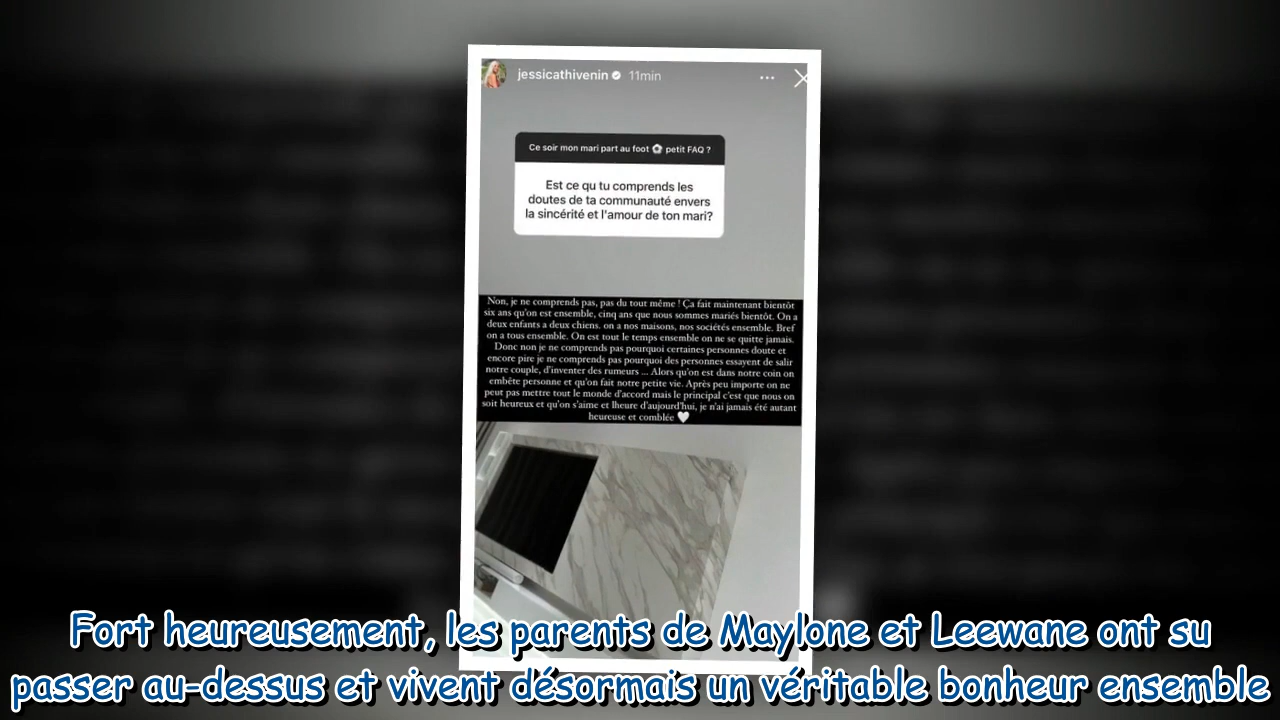 jessicathivenin 11min
Ce soir mon mari part au foot ⚽ petit FAQ ?
Est ce qu tu comprends les
doutes de ta communauté envers
la sincérité et l'amour de ton mari?
Non, je ne comprends pas, pas du tout même ! Ça fait maintenant bientôt
six ans qu'on est ensemble, cinq ans que nous sommes mariés bientôt. On a
deux enfants a deux chiens. on a nos maisons, nos sociétés ensemble. Bref
on a tous ensemble. On est tout le temps ensemble on ne se quitte jamais.
Donc non je ne comprends pas pourquoi certaines personnes doute et
encore pire je ne comprends pas pourquoi des personnes essayent de salir
notre couple, d'inventer des rumeurs ... Alors qu'on est dans notre coin on
embête personne et qu'on fait notre petite vie. Après peu importe on ne
peut pas mettre tout le monde d'accord mais le principal c'est que nous on
soit heureux et qu'on s'aime et lheure d'aujourd'hui, je n'ai jamais été autant
heureuse et comblée 🤍
Fort heureusement, les parents de Maylone et Leewane ont su
passer au-dessus et vivent désormais un véritable bonheur ensemble